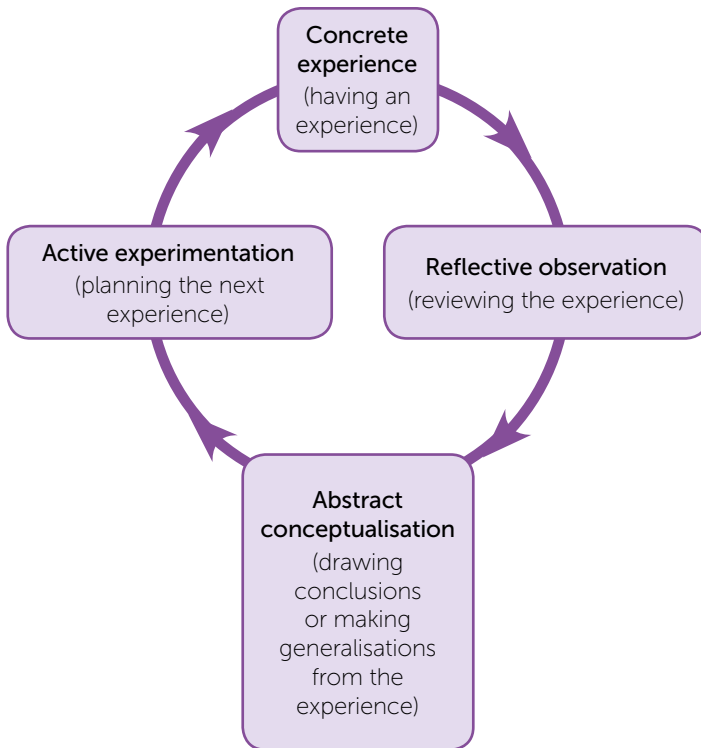 Concrete
experience
(having an
experience)
Active experimentation
(planning the next
experience)
Reflective observation
(reviewing the experience)
Abstract
conceptualisation
(drawing
conclusions
or making
generalisations
from the
experience)